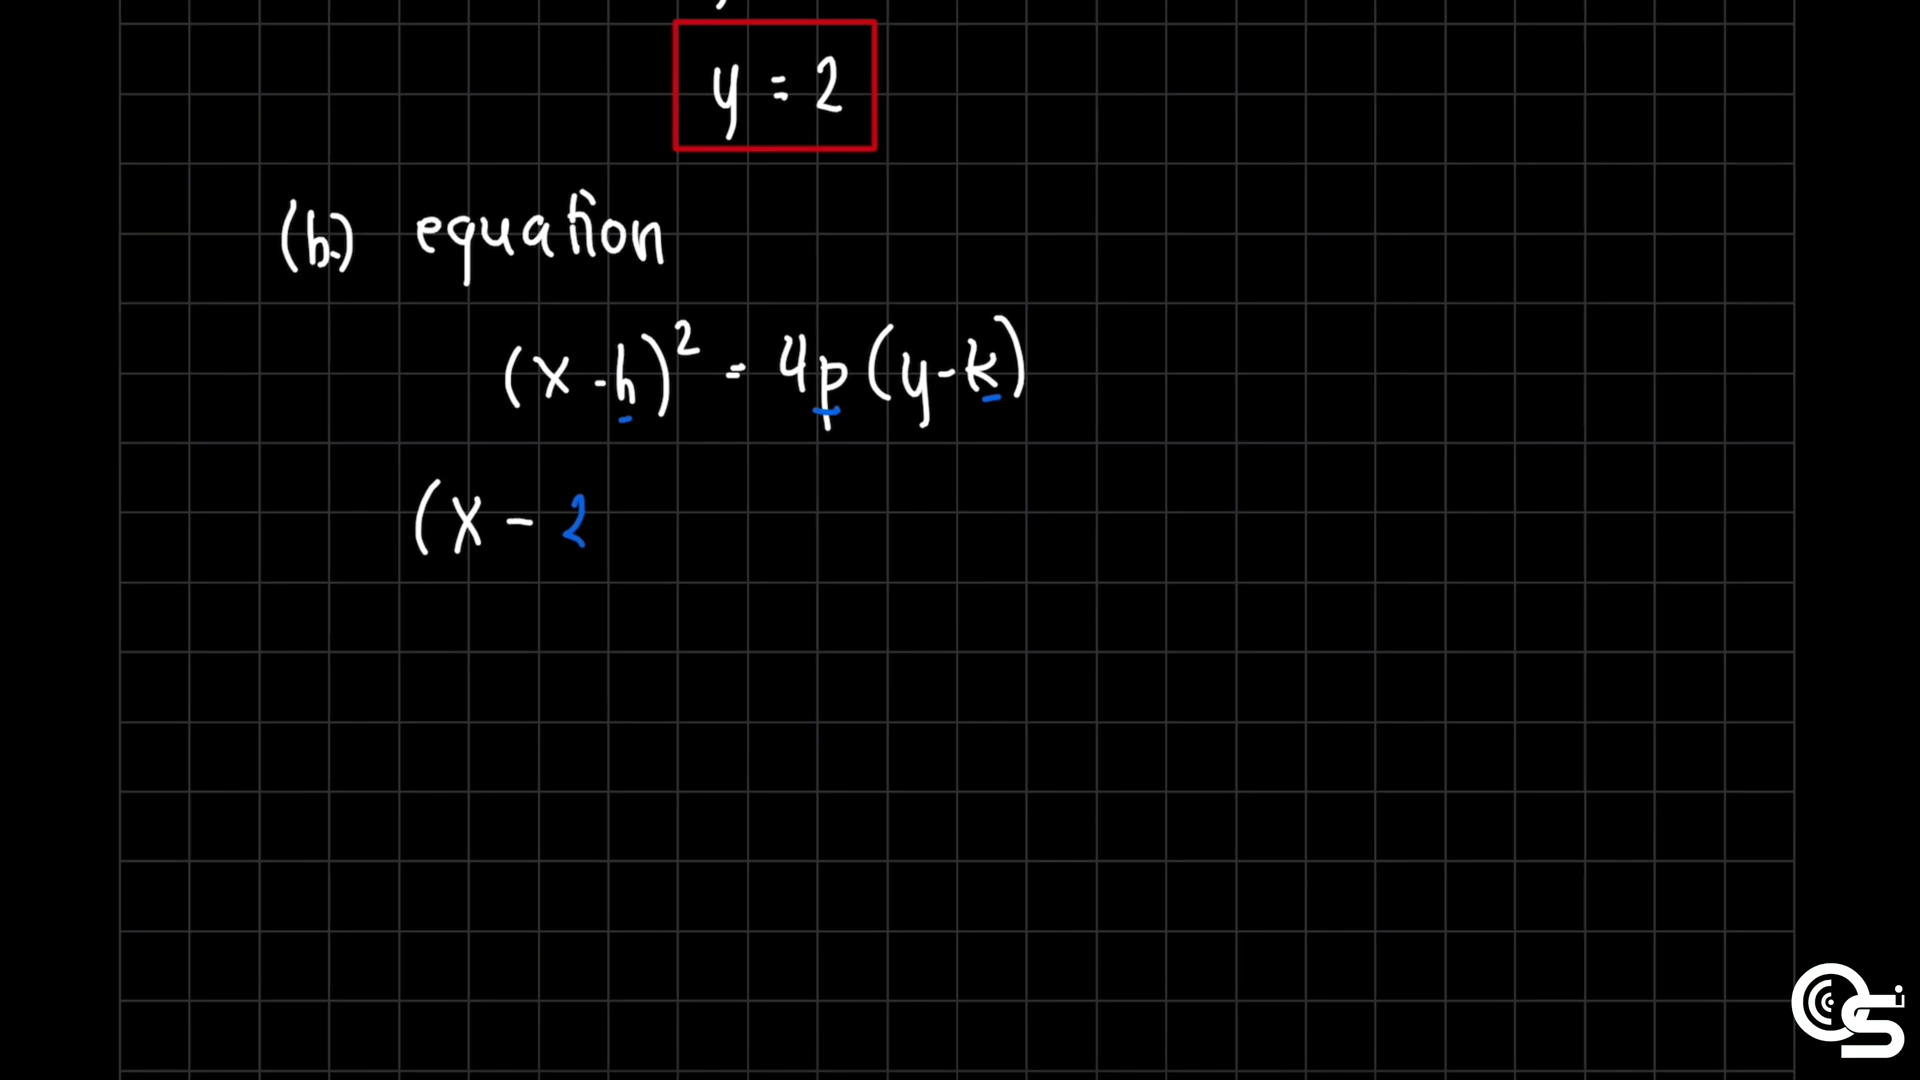 y = 2
(b.) equation
(x - h)² = 4p(y - k)
(x - 2